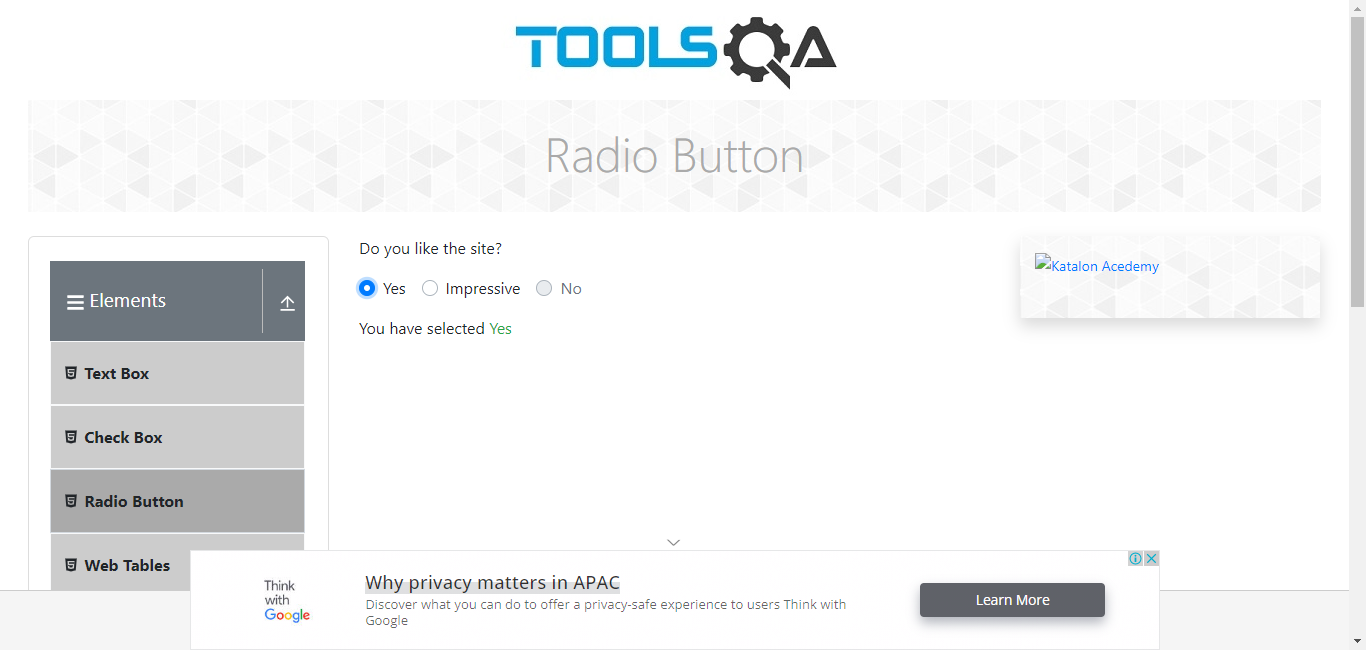 TOOLSQA
Radio Button
Elements
Text Box
Check Box
Radio Button
Web Tables
Do you like the site?
Yes Impressive No
You have selected Yes
Katalon Acedemy
Think
with
Google
Why privacy matters in APAC
Discover what you can do to offer a privacy-safe experience to users Think with
Google
Learn More